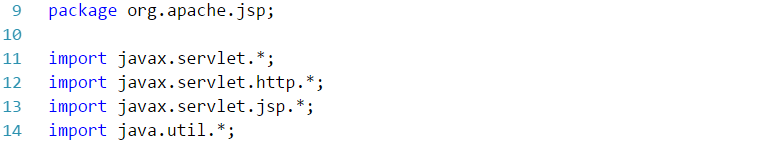 9 package org.apache.jsp;
10
11 import javax.servlet.*;
12 import javax.servlet.http.*;
13 import javax.servlet.jsp.*;
14 import java.util.*;